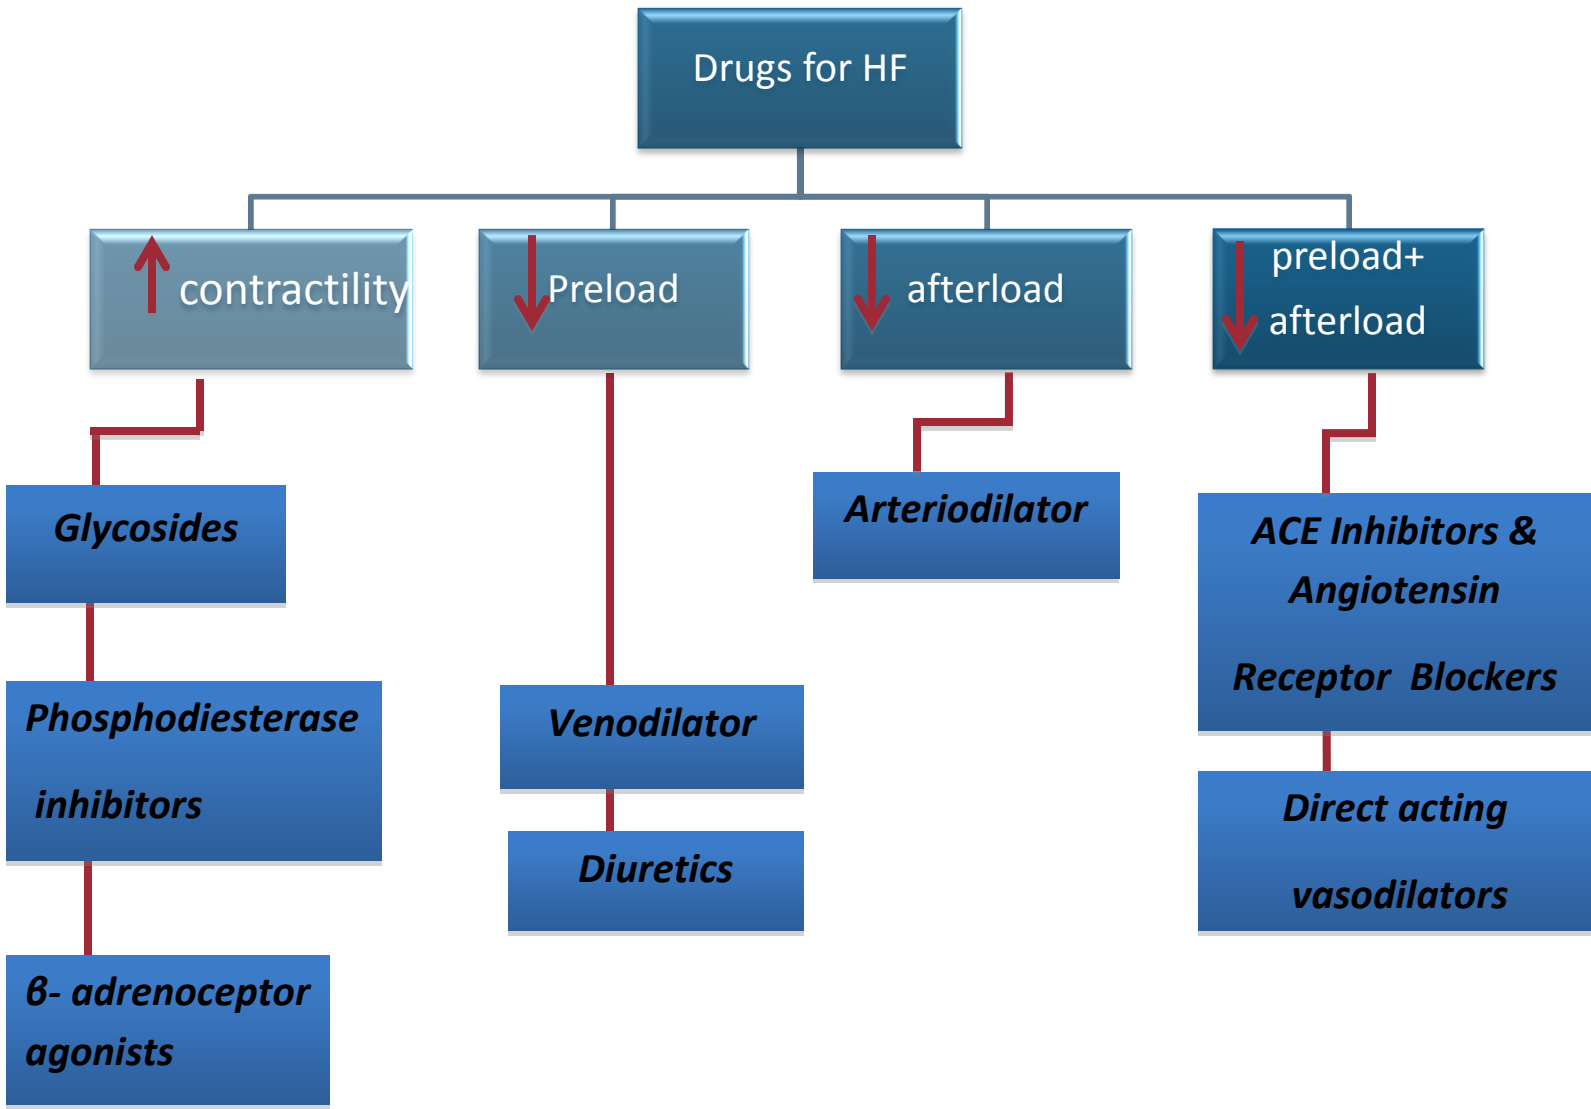 Drugs for HF
contractility
Preload
afterload
preload+
afterload
Glycosides
Phosphodiesterase
inhibitors
β- adrenoceptor
agonists
Venodilator
Diuretics
Arteriodilator
ACE Inhibitors &
Angiotensin
Receptor Blockers
Direct acting
vasodilators